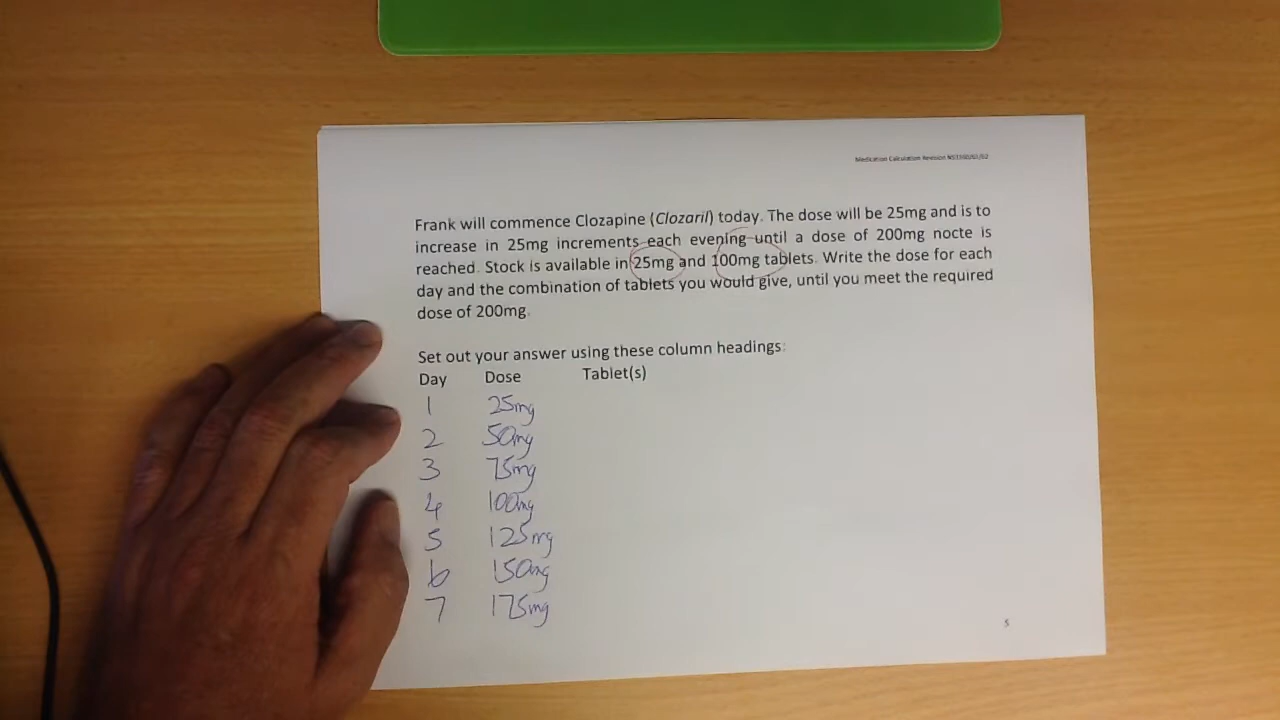 Medication Calculation Revision
Frank will commence Clozapine (Clozaril) today. The dose will be 25mg and is to
increase in 25mg increments each evening until a dose of 200mg nocte is
reached. Stock is available in 25mg and 100mg tablets. Write the dose for each
day and the combination of tablets you would give, until you meet the required
dose of 200mg.
Set out your answer using these column headings:
Day Dose Tablet(s)
1 25mg
2 50mg
3 75mg
4 100mg
5 125mg
6 150mg
7 175mg
5